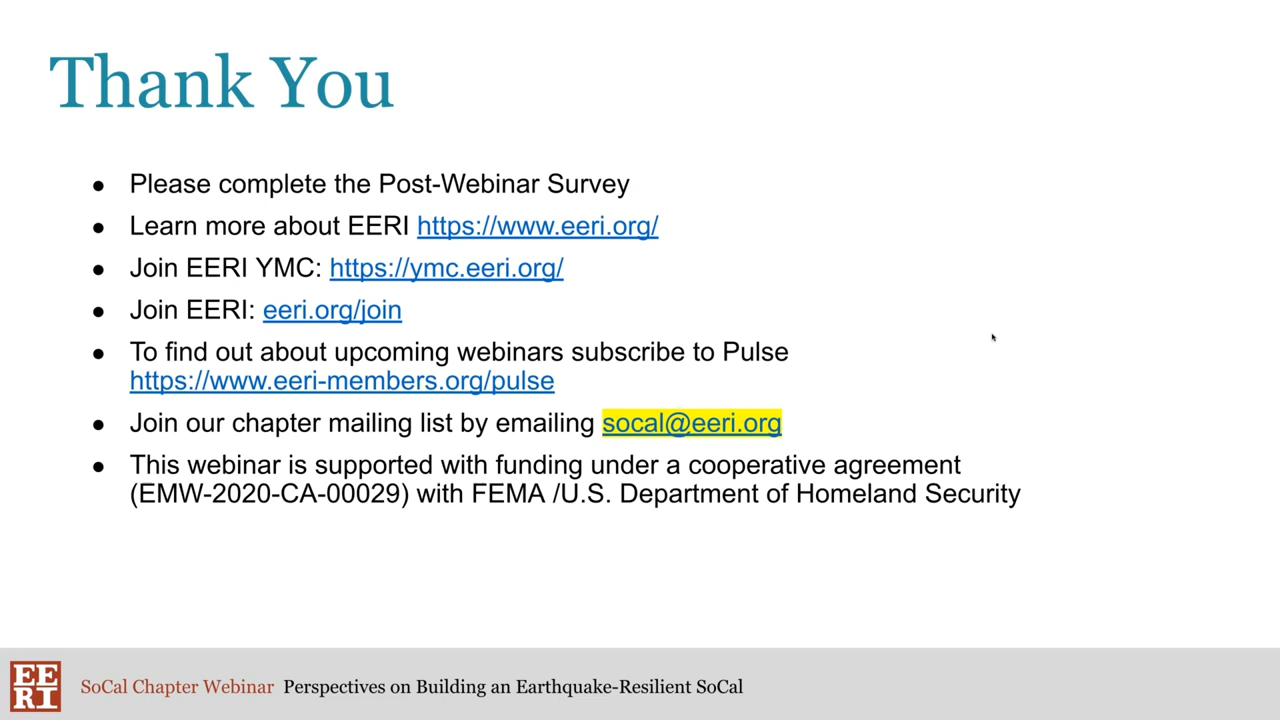 Thank You
● Please complete the Post-Webinar Survey
● Learn more about EERI https://www.eeri.org/
● Join EERI YMC: https://ymc.eeri.org/
● Join EERI: eeri.org/join
● To find out about upcoming webinars subscribe to Pulse
https://www.eeri-members.org/pulse
● Join our chapter mailing list by emailing socal@eeri.org
● This webinar is supported with funding under a cooperative agreement
(EMW-2020-CA-00029) with FEMA /U.S. Department of Homeland Security
EE
RI
SoCal Chapter Webinar Perspectives on Building an Earthquake-Resilient SoCal